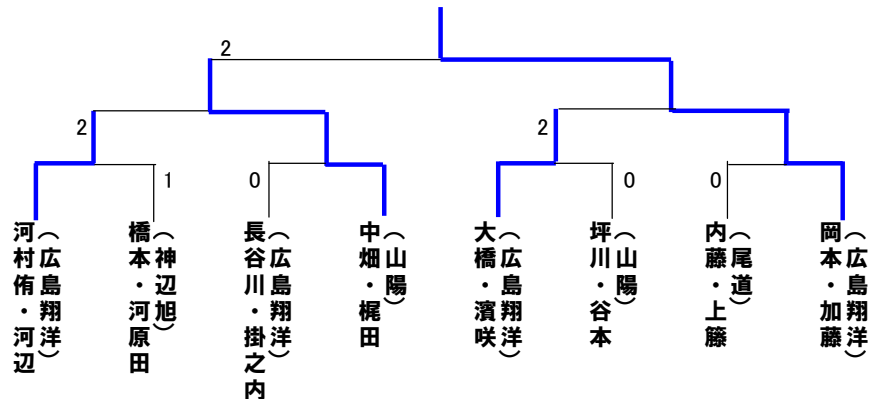 2
2
2
1
0
0
0
河村侑・河辺
（広島翔洋）
橋本・河原田
（神辺旭）
長谷川・掛之内
（広島翔洋）
中畑・梶田
（山陽）
大橋・濱咲
（広島翔洋）
坪川・谷本
（山陽）
内藤・上籐
（尾道）
岡本・加藤
（広島翔洋）